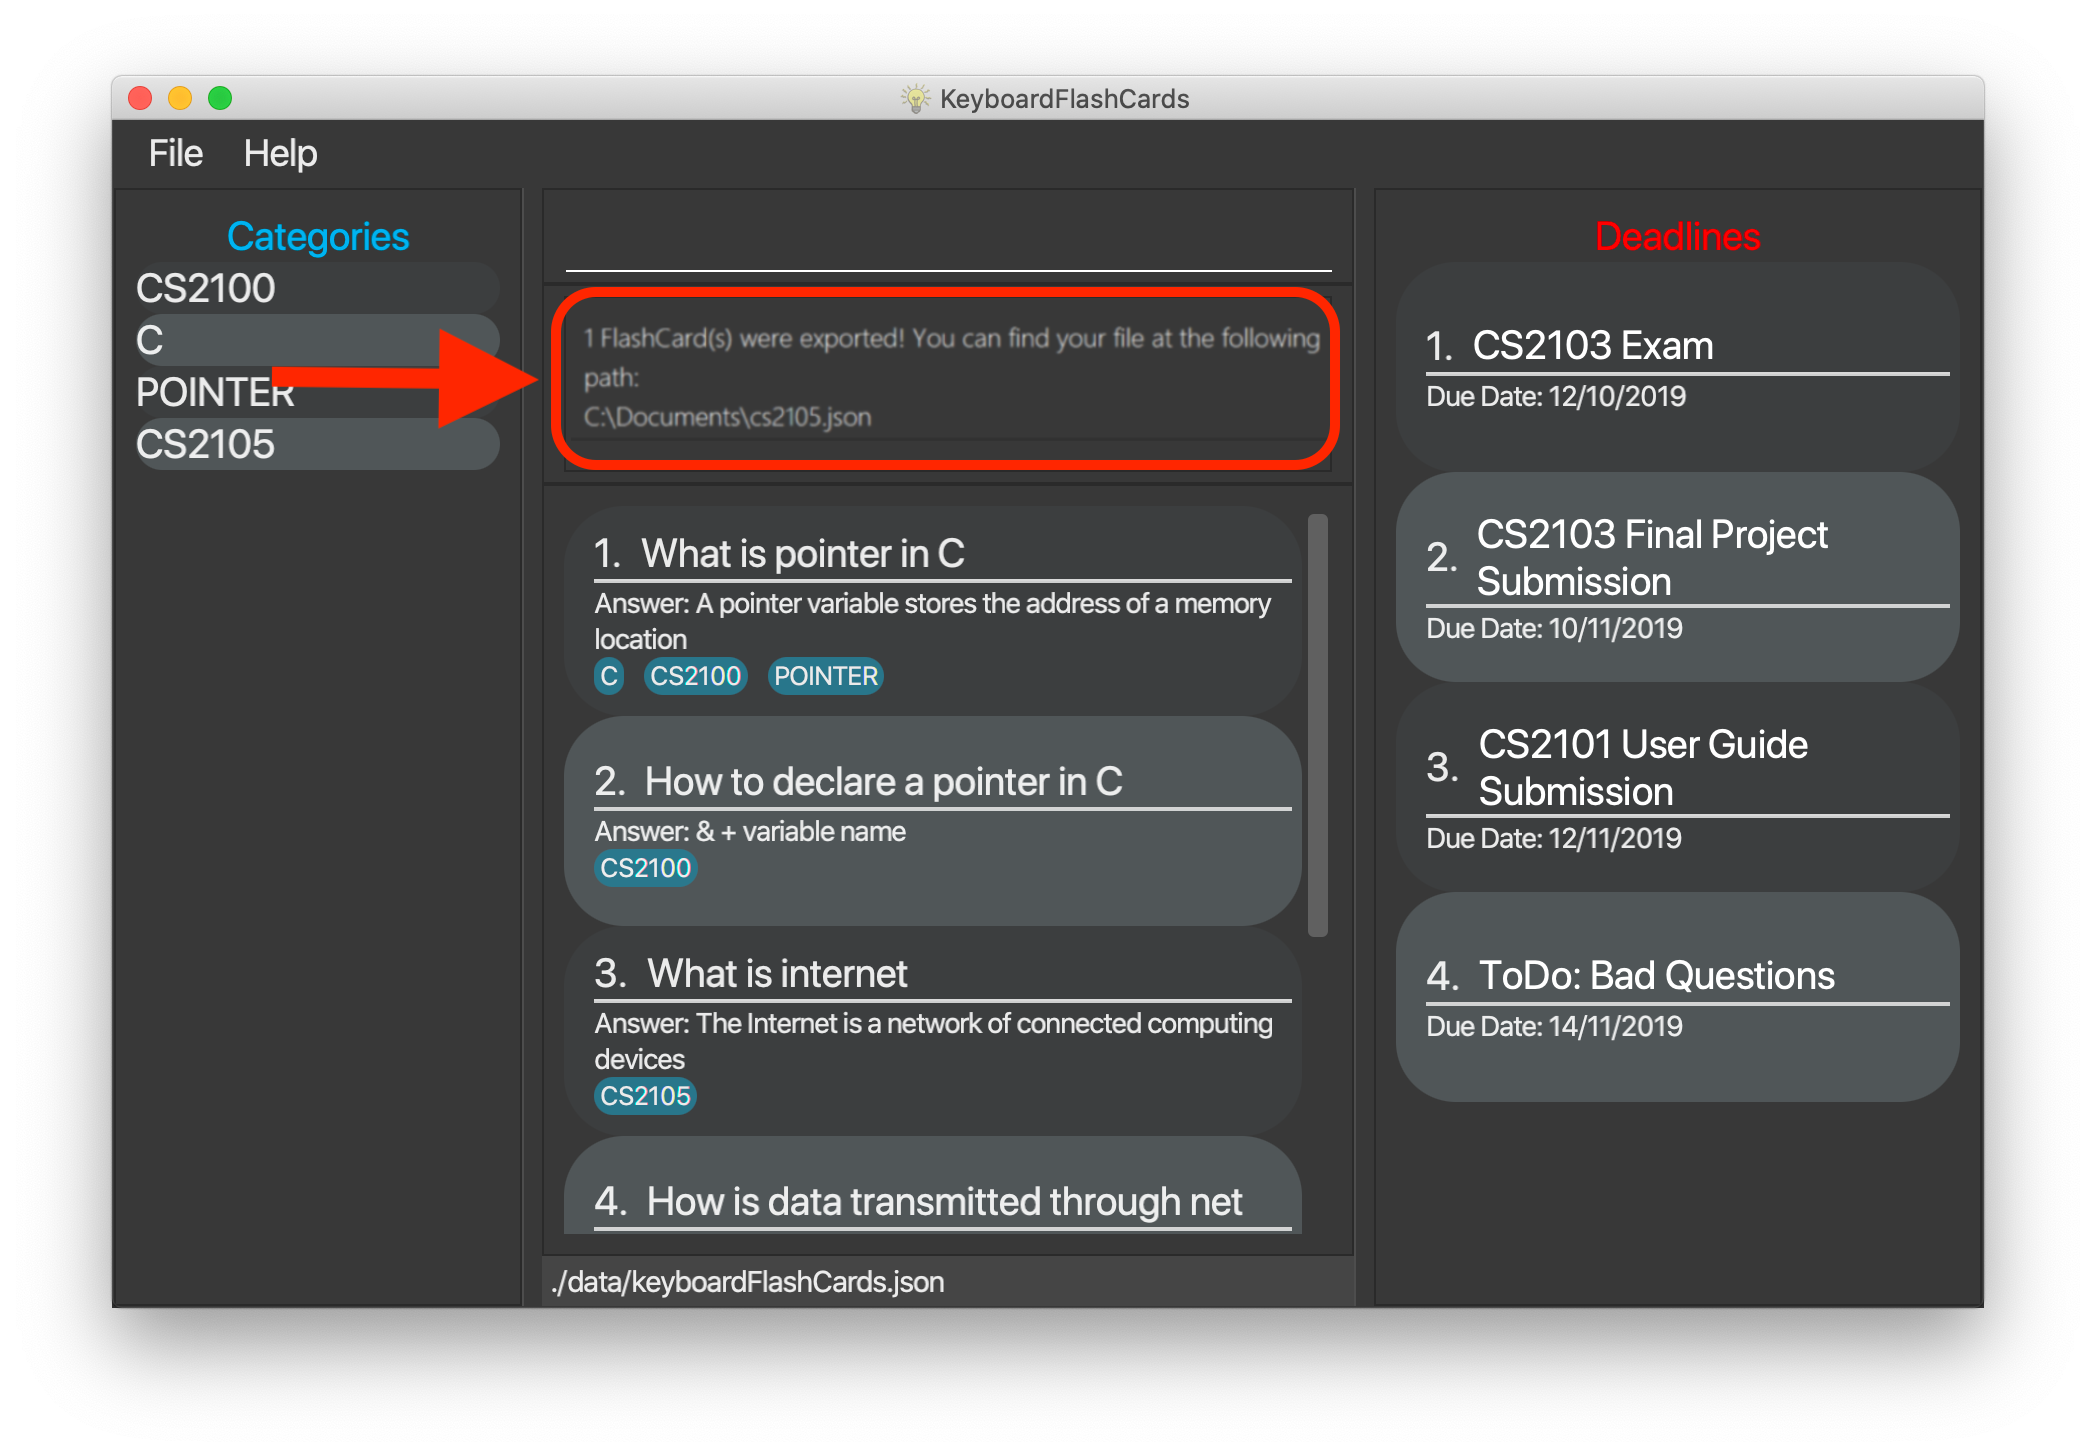 KeyboardFlashCards
File Help
Categories
CS2100
C
POINTER
CS2105
1 FlashCard(s) were exported! You can find your file at the following
path:
C:\Documents\cs2105.json
1. What is pointer in C
Answer: A pointer variable stores the address of a memory
location
C CS2100 POINTER
2. How to declare a pointer in C
Answer: & + variable name
CS2100
3. What is internet
Answer: The Internet is a network of connected computing
devices
CS2105
4. How is data transmitted through net
./data/keyboardFlashCards.json
Deadlines
1. CS2103 Exam
Due Date: 12/10/2019
2. CS2103 Final Project
Submission
Due Date: 10/11/2019
3. CS2101 User Guide
Submission
Due Date: 12/11/2019
4. ToDo: Bad Questions
Due Date: 14/11/2019